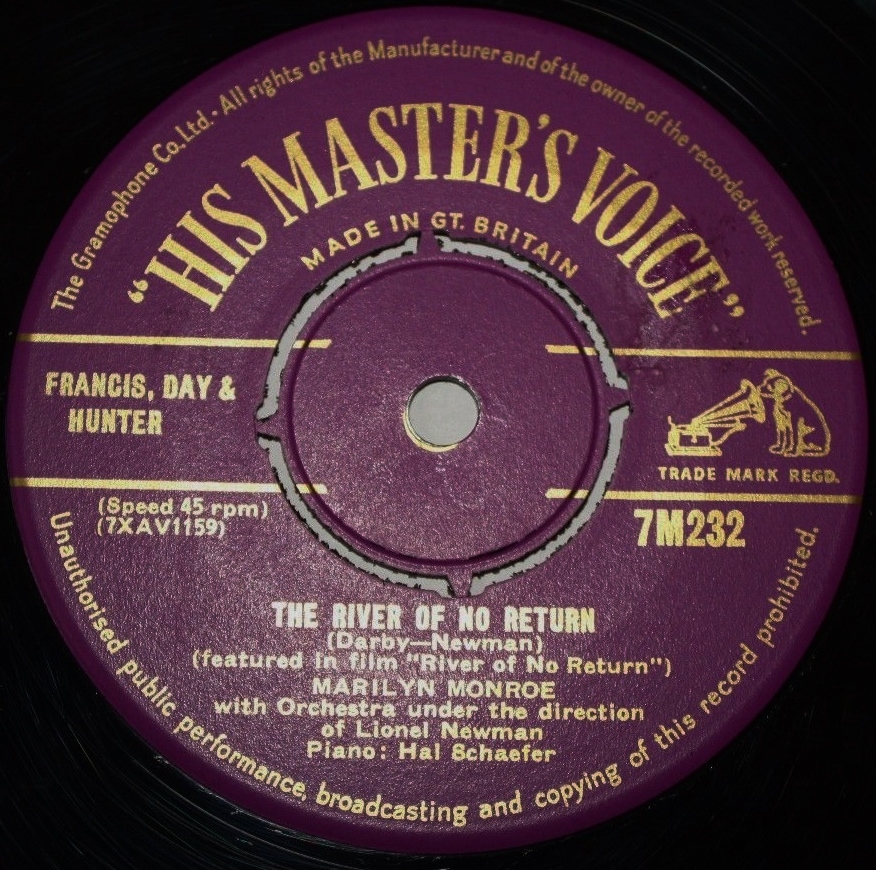 The Gramophone Co. Ltd. · All rights of the Manufacturer and of the owner of the recorded work reserved.
“HIS MASTER'S VOICE”
MADE IN GT. BRITAIN
FRANCIS, DAY &
HUNTER
TRADE MARK REGD.
(Speed 45 rpm)
(7XAV1159)
7M232
THE RIVER OF NO RETURN
(Darby—Newman)
(featured in film "River of No Return")
MARILYN MONROE
with Orchestra under the direction
of Lionel Newman
Piano: Hal Schaefer
Unauthorised public performance, broadcasting and copying of this record prohibited.